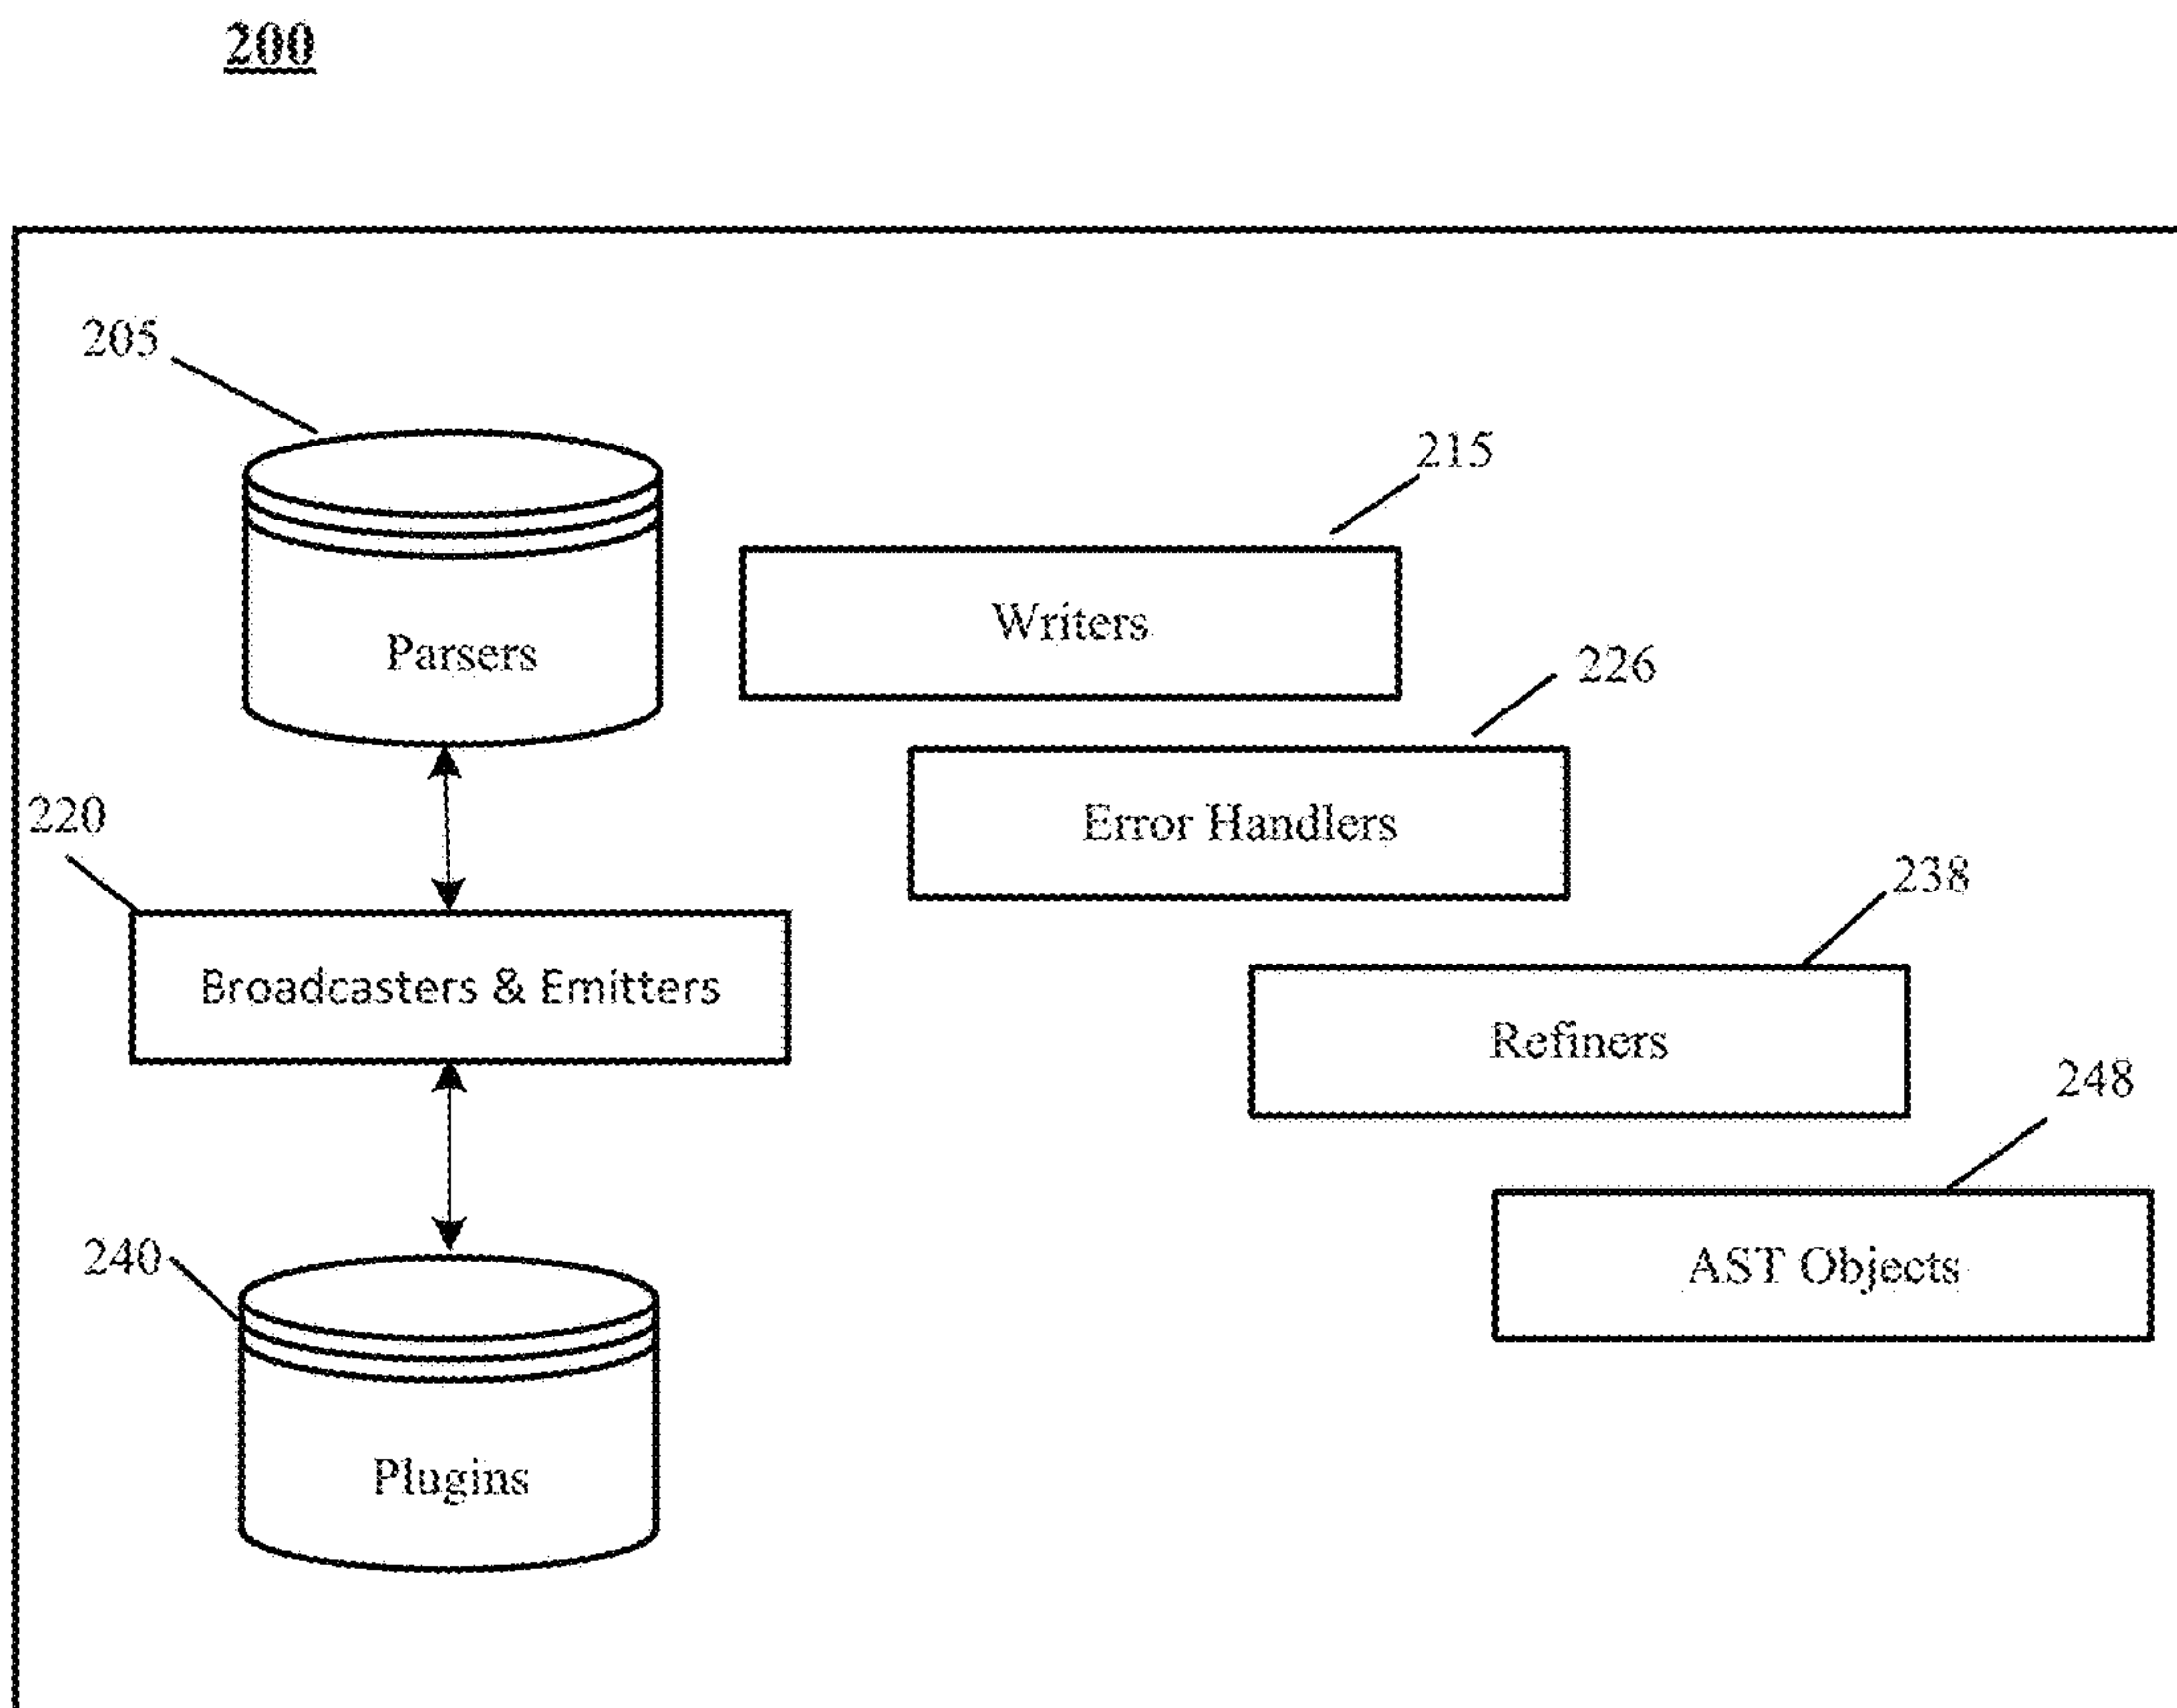 200
205
215
Writers
Parsers
226
220
Error Handlers
238
Broadcasters & Emitters
Refiners
248
240
AST Objects
Plugins